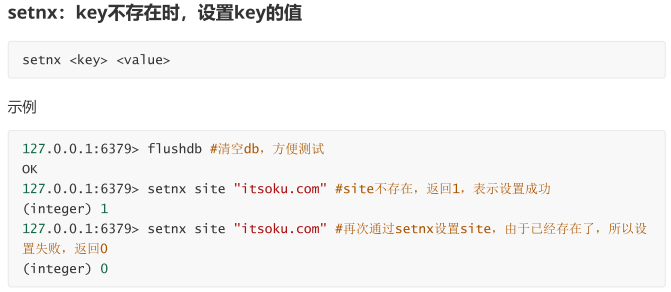 setnx：key不存在时，设置key的值
setnx <key> <value>
示例
127.0.0.1:6379> flushdb #清空db，方便测试
OK
127.0.0.1:6379> setnx site "itsoku.com" #site不存在，返回1，表示设置成功
(integer) 1
127.0.0.1:6379> setnx site "itsoku.com" #再次通过setnx设置site，由于已经存在了，所以设
置失败，返回0
(integer) 0